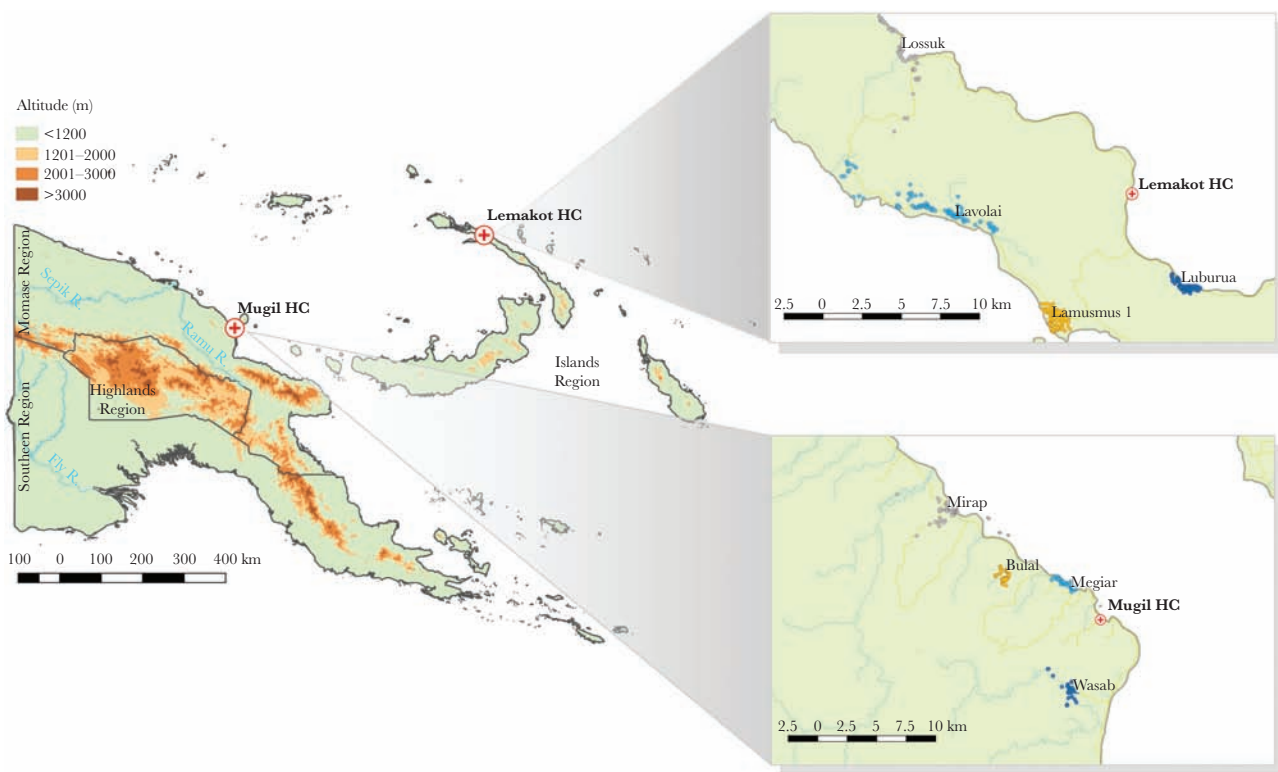 Altitude (m)
<1200
1201–2000
2001–3000
>3000
Momase Region
Southeen Region
Sepik R.
Ramu R.
Fly R.
Highlands
Region
Islands
Region
Mugil HC
Lemakot HC
100 0 100 200 300 400 km
Lossuk
Lemakot HC
Lavolai
Luburua
Lamusmus 1
2.5 0 2.5 5 7.5 10 km
Mirap
Bulal
Megiar
Mugil HC
Wasab
2.5 0 2.5 5 7.5 10 km